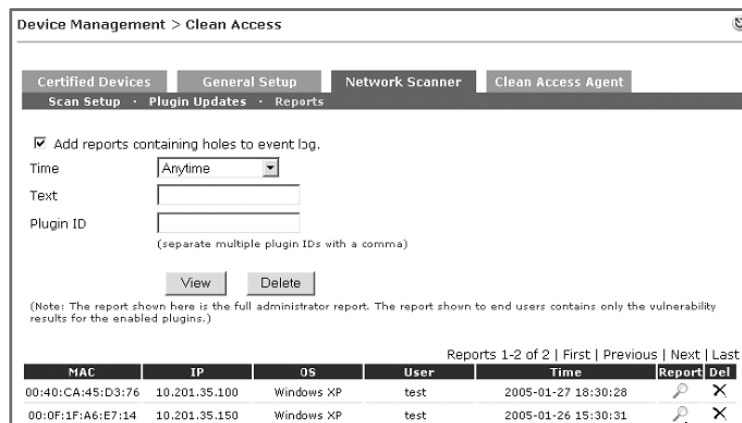 Device Management > Clean Access
Certified Devices General Setup Network Scanner Clean Access Agent
Scan Setup · Plugin Updates · Reports
Add reports containing holes to event log.
Time Anytime
Text
Plugin ID
(separate multiple plugin IDs with a comma)
View Delete
(Note: The report shown here is the full administrator report. The report shown to end users contains only the vulnerability
results for the enabled plugins.)
Reports 1-2 of 2 | First | Previous | Next | Last
MAC IP OS User Time Report Del
00:40:CA:45:D3:76 10.201.35.100 Windows XP test 2005-01-27 18:30:28
00:0F:1F:A6:E7:14 10.201.35.150 Windows XP test 2005-01-26 15:30:31